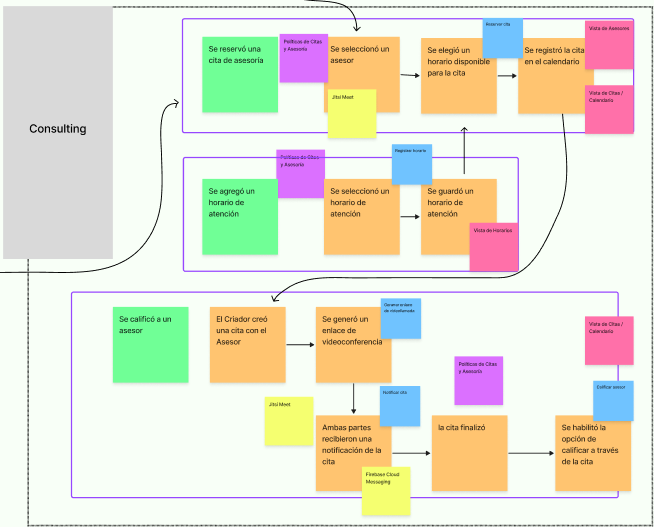 Consulting
Se reservó una
cita de asesoría
Políticas de Citas
y Asesoría
Se seleccionó un
asesor
Jitsi Meet
Se elegió un
horario disponible
para la cita
Reservar cita
Se registró la cita
en el calendario
Vista de Asesores
Vista de Citas /
Calendario
Se agregó un
horario de
atención
Políticas de Citas
y Asesoría
Se seleccionó un
horario de
atención
Registrar horario
Se guardó un
horario de
atención
Vista de Horarios
Se calificó a un
asesor
El Criador creó
una cita con el
Asesor
Se generó un
enlace de
videoconferencia
Jitsi Meet
Notificar cita
Ambas partes
recibieron una
notificación de la
cita
Firebase Cloud
Messaging
Políticas de Citas
y Asesoría
la cita finalizó
Vista de Citas /
Calendario
Calificar asesor
Se habilitó la
opción de
calificar a través
de la cita